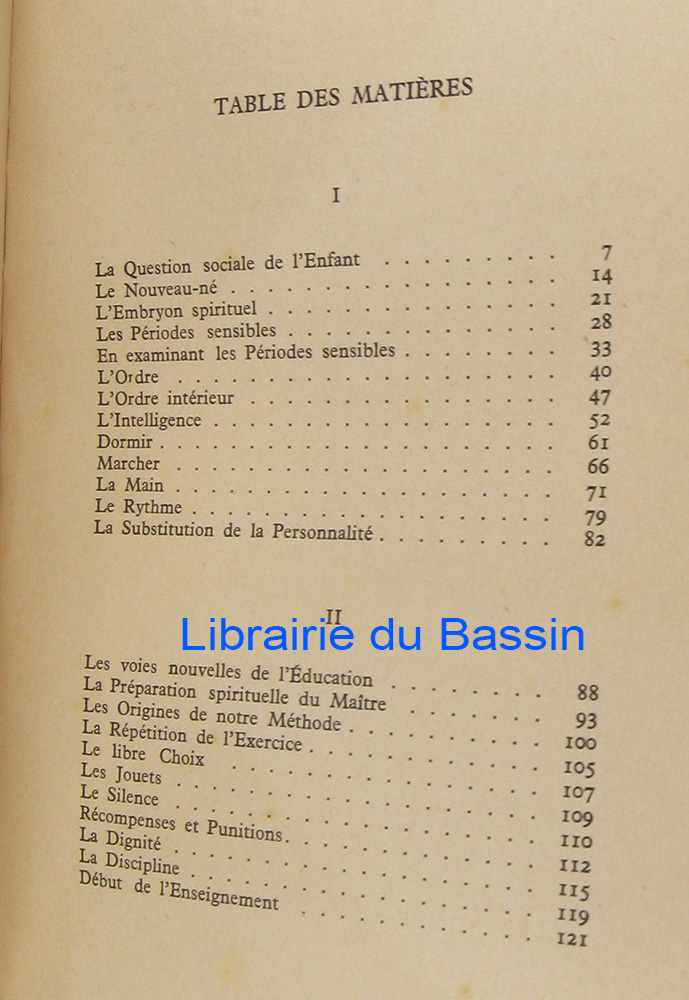 TABLE DES MATIÈRES
I
La Question sociale de l'Enfant . . . . . . . . . 7
Le Nouveau-né . . . . . . . . . . . . . . . . . 14
L'Embryon spirituel . . . . . . . . . . . . . . . 21
Les Périodes sensibles . . . . . . . . . . . . . . 28
En examinant les Périodes sensibles . . . . . . . . 33
L'Ordre . . . . . . . . . . . . . . . . . . . 40
L'Ordre intérieur . . . . . . . . . . . . . . . . 47
L'Intelligence . . . . . . . . . . . . . . . . . . 52
Dormir . . . . . . . . . . . . . . . . . . . . . 61
Marcher . . . . . . . . . . . . . . . . . . . . 66
La Main . . . . . . . . . . . . . . . . . . . . 71
Le Rythme . . . . . . . . . . . . . . . . . . . 79
La Substitution de la Personnalité . . . . . . . . . 82
II
Librairie du Bassin
Les voies nouvelles de l'Éducation . . . . . . . . 88
La Préparation spirituelle du Maître . . . . . . . 93
Les Origines de notre Méthode . . . . . . . . . . 100
La Répétition de l'Exercice . . . . . . . . . . . . 105
Le libre Choix . . . . . . . . . . . . . . . . 107
Les Jouets . . . . . . . . . . . . . . . . . . 109
Le Silence . . . . . . . . . . . . . . . . . . 110
Récompenses et Punitions . . . . . . . . . . . . . 112
La Dignité . . . . . . . . . . . . . . . . . . 115
La Discipline . . . . . . . . . . . . . . . . . 119
Début de l'Enseignement . . . . . . . . . . . . 121